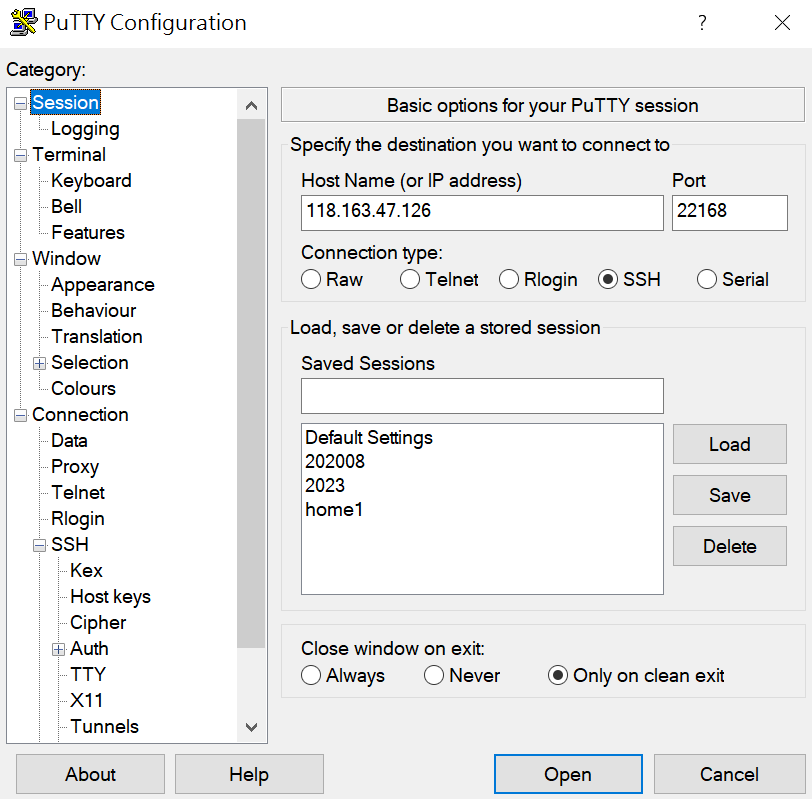 PuTTY Configuration
?
Category:
Session
Logging
Terminal
Keyboard
Bell
Features
Window
Appearance
Behaviour
Translation
Selection
Colours
Connection
Data
Proxy
Telnet
Rlogin
SSH
Kex
Host keys
Cipher
Auth
TTY
X11
Tunnels
Basic options for your PuTTY session
Specify the destination you want to connect to
Host Name (or IP address) Port
118.163.47.126 22168
Connection type:
Raw Telnet Rlogin SSH Serial
Load, save or delete a stored session
Saved Sessions
Default Settings
202008
2023
home1
Load
Save
Delete
Close window on exit:
Always Never Only on clean exit
About Help Open Cancel